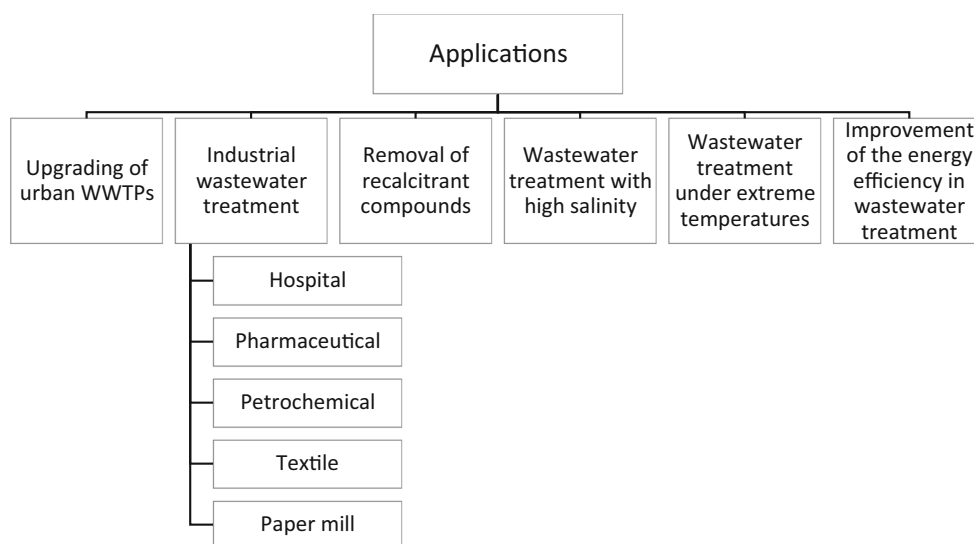 Applications
Upgrading of
urban WWTPs
Industrial
wastewater
treatment
Removal of
recalcitrant
compounds
Wastewater
treatment with
high salinity
Wastewater
treatment
under extreme
temperatures
Improvement
of the energy
efficiency in
wastewater
treatment
Hospital
Pharmaceutical
Petrochemical
Textile
Paper mill